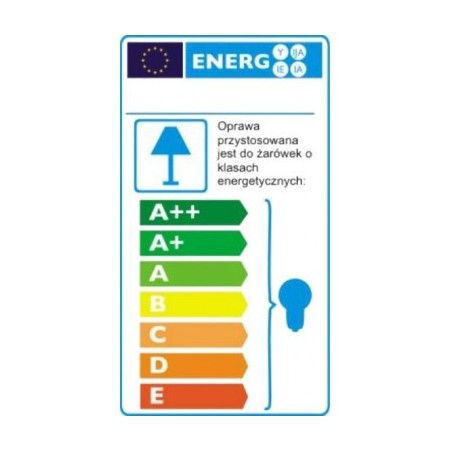 ENERG Y IJA IE IA
Oprawa
przystosowana
jest do żarówek o
klasach
energetycznych:
A++
A+
A
B
C
D
E